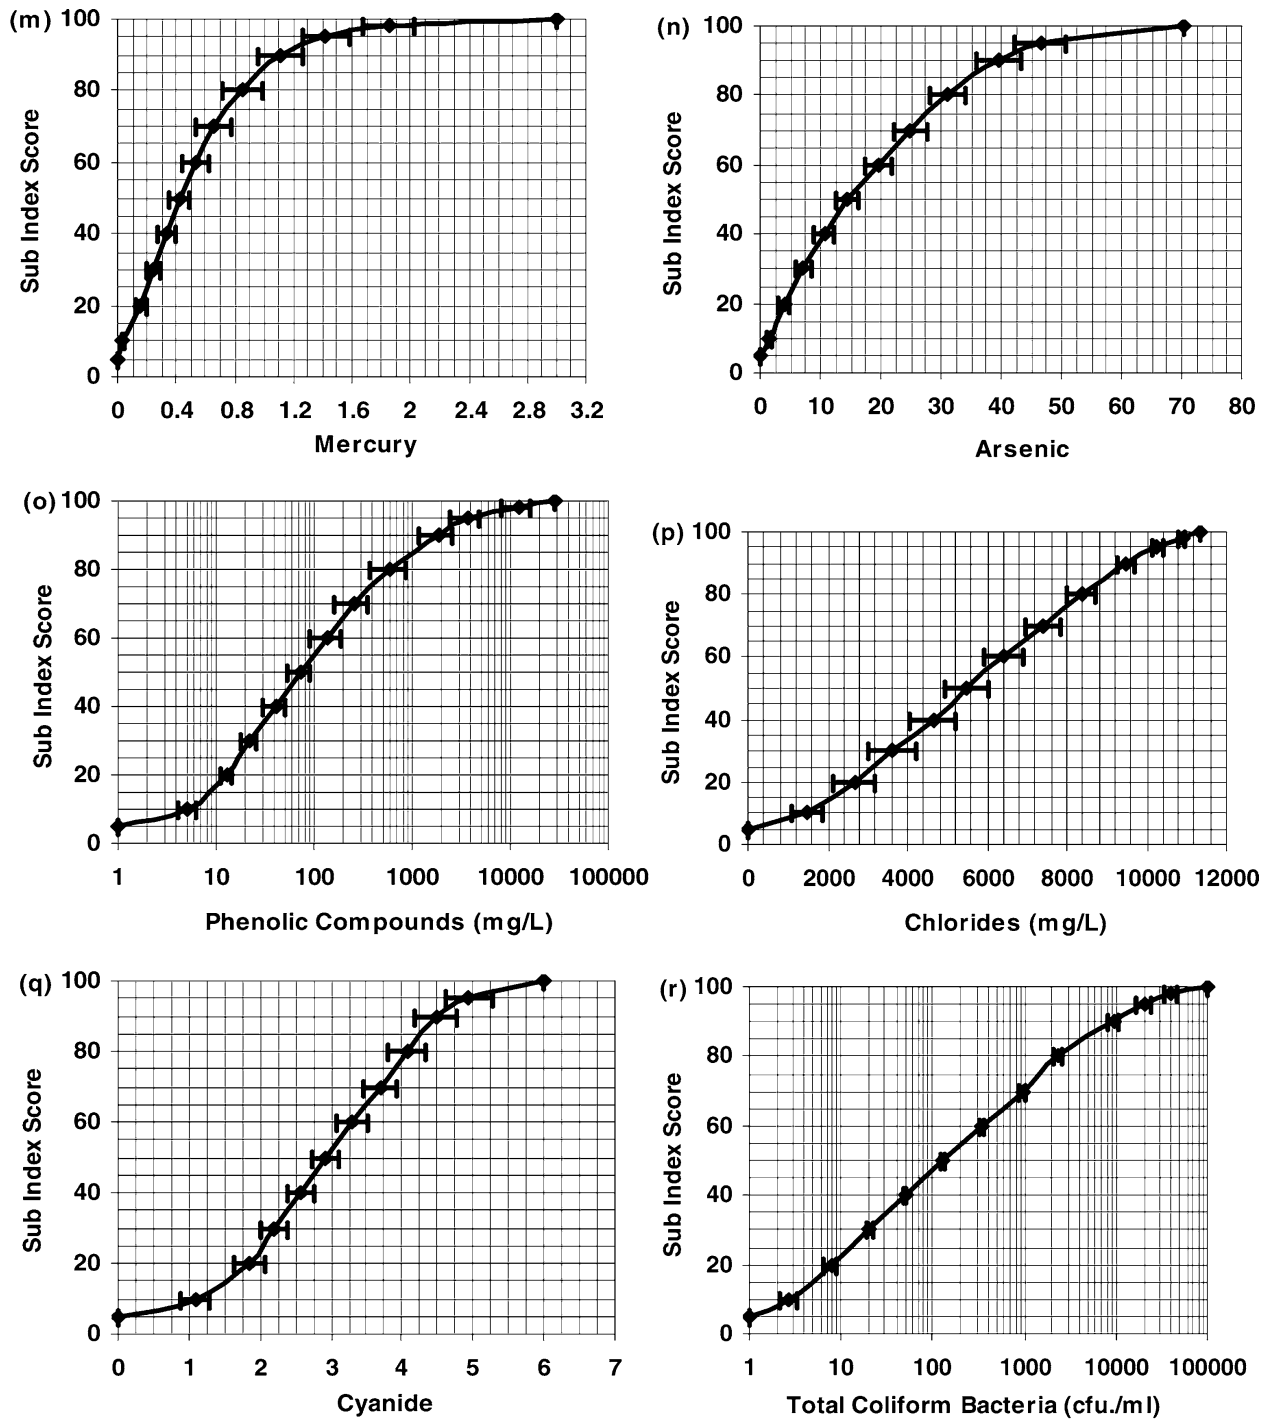 (m) 100
80
60
40
20
0
Sub Index Score
0 0.4 0.8 1.2 1.6 2 2.4 2.8 3.2
Mercury
(n) 100
80
60
40
20
0
Sub Index Score
0 10 20 30 40 50 60 70 80
Arsenic
(o) 100
80
60
40
20
0
Sub Index Score
1 10 100 1000 10000 100000
Phenolic Compounds (mg/L)
(p) 100
80
60
40
20
0
Sub Index Score
0 2000 4000 6000 8000 10000 12000
Chlorides (mg/L)
(q) 100
80
60
40
20
0
Sub Index Score
0 1 2 3 4 5 6 7
Cyanide
(r) 100
80
60
40
20
0
Sub Index Score
1 10 100 1000 10000 100000
Total Coliform Bacteria (cfu./ml)